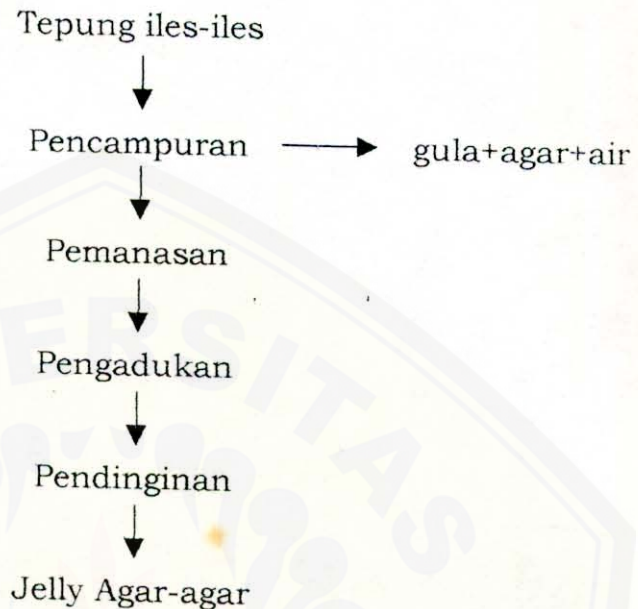 Tepung iles-iles
Pencampuran
gula+agar+air
Pemanasan
Pengadukan
Pendinginan
Jelly Agar-agar